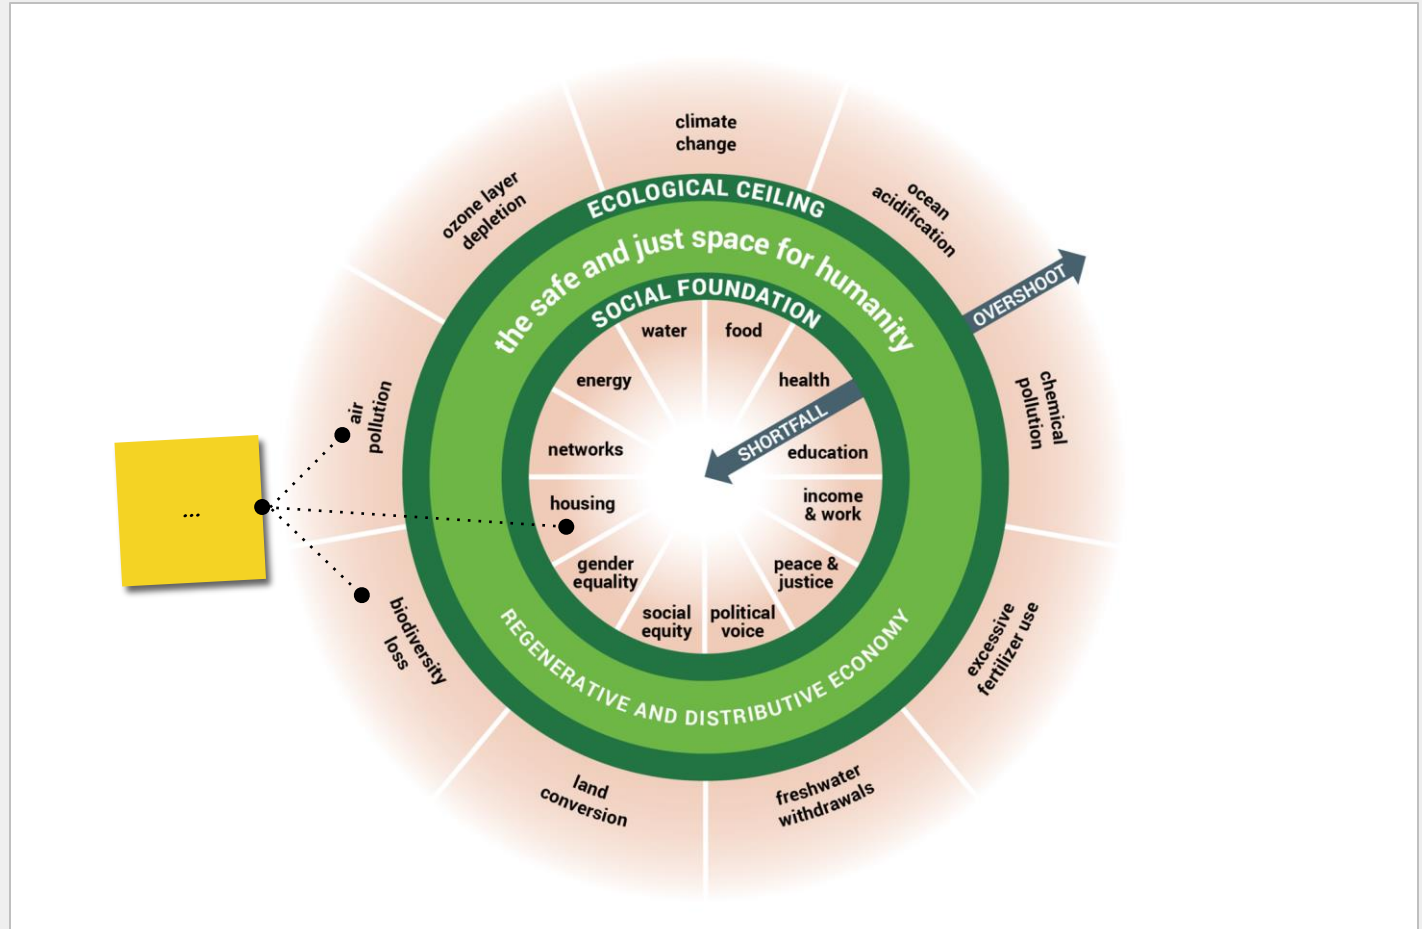 climate
change
ozone layer
depletion
ocean
acidification
ECOLOGICAL CEILING
the safe and just space for humanity
SOCIAL FOUNDATION
OVERSHOOT
water
food
energy
health
SHORTFALL
air
pollution
chemical
pollution
networks
education
housing
income
& work
...
gender
equality
peace &
justice
social
equity
political
voice
biodiversity
loss
excessive
fertilizer use
REGENERATIVE AND DISTRIBUTIVE ECONOMY
land
conversion
freshwater
withdrawals